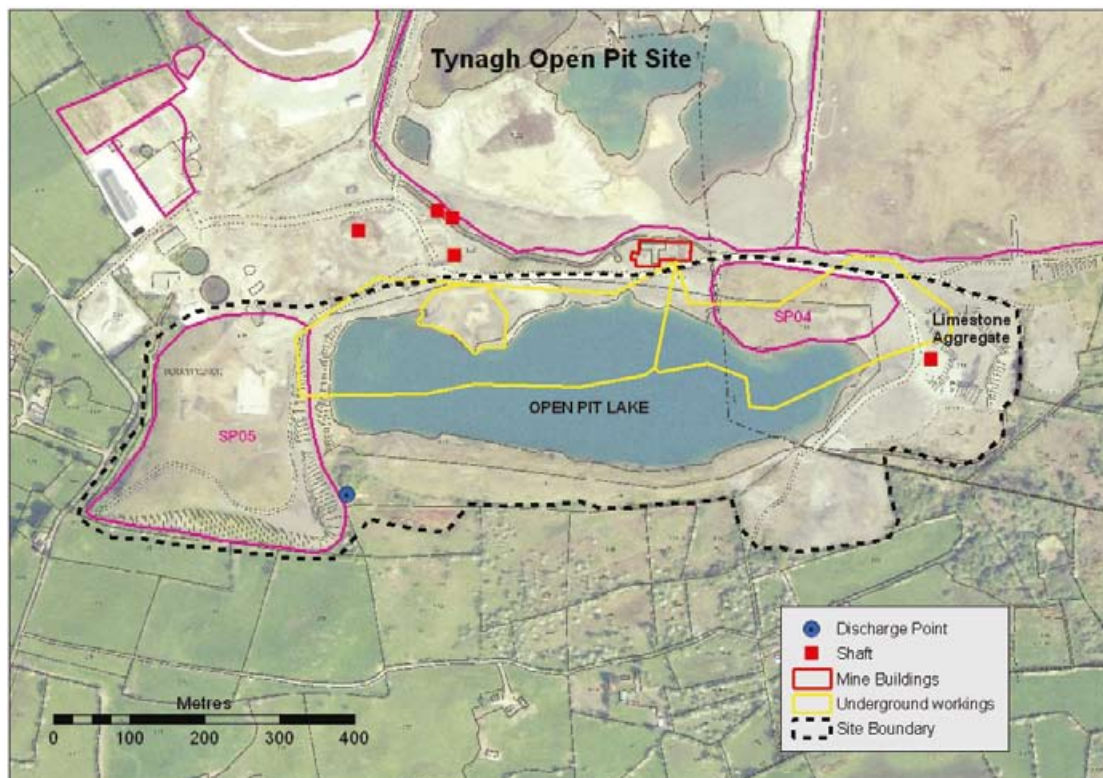 Tynagh Open Pit Site
SP04
Limestone
Aggregate
OPEN PIT LAKE
SP05
Discharge Point
Shaft
Mine Buildings
Underground workings
Site Boundary
Metres
0 100 200 300 400